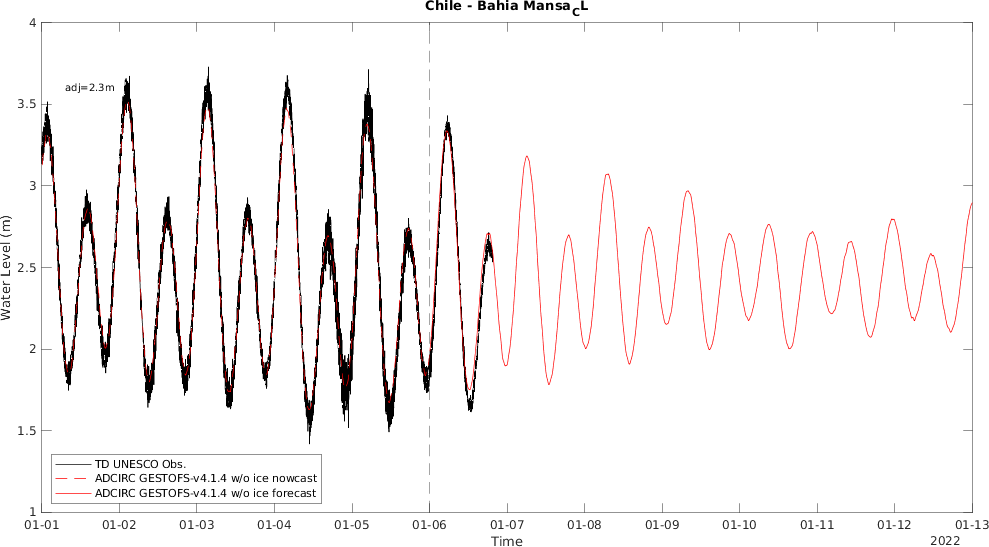 Chile - Bahia MansaCL
4
adj=2.3m
3.5
3
2.5
2
1.5
1
Water Level (m)
TD UNESCO Obs.
ADCIRC GESTOFS-v4.1.4 w/o ice nowcast
ADCIRC GESTOFS-v4.1.4 w/o ice forecast
01-01 01-02 01-03 01-04 01-05 01-06 01-07 01-08 01-09 01-10 01-11 01-12 01-13
Time
2022